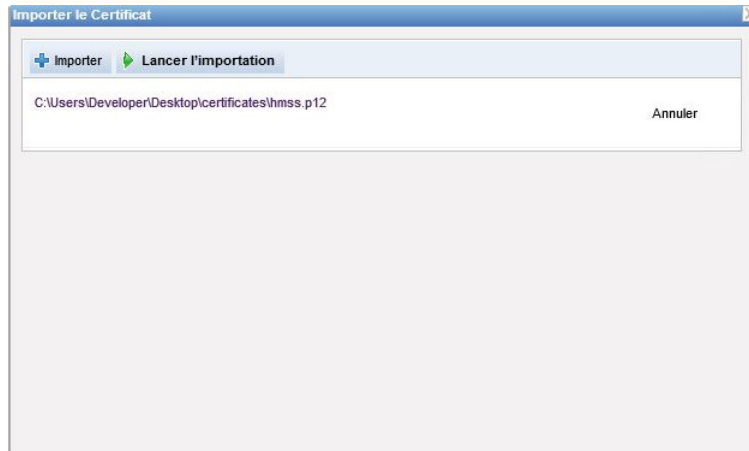 Importer le Certificat
Importer Lancer l'importation
C:\Users\Developer\Desktop\certificates\hmss.p12
Annuler